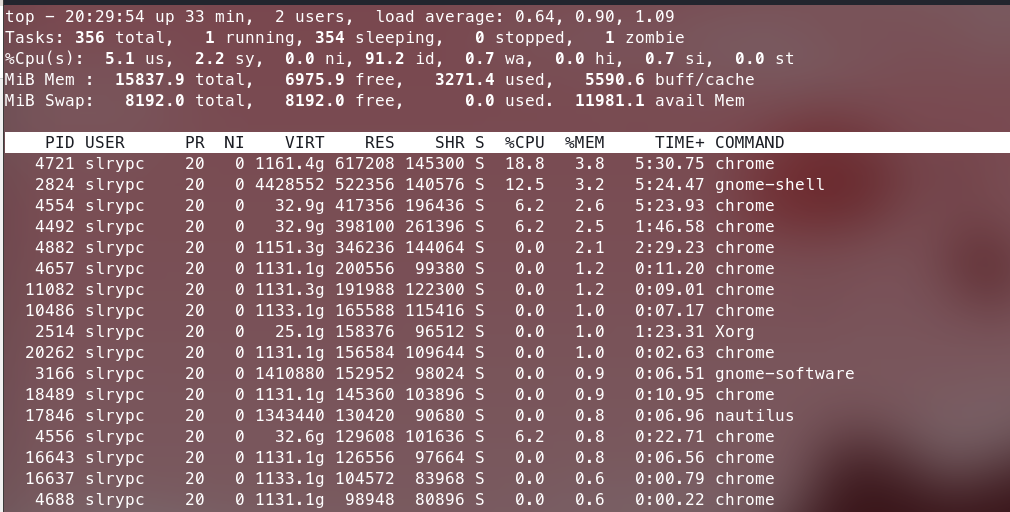 top - 20:29:54 up 33 min,  2 users,  load average: 0.64, 0.90, 1.09
Tasks: 356 total,   1 running, 354 sleeping,   0 stopped,   1 zombie
%Cpu(s):  5.1 us,  2.2 sy,  0.0 ni, 91.2 id,  0.7 wa,  0.0 hi,  0.7 si,  0.0 st
MiB Mem :  15837.9 total,   6975.9 free,   3271.4 used,   5590.6 buff/cache
MiB Swap:   8192.0 total,   8192.0 free,      0.0 used.  11981.1 avail Mem
PID USER      PR  NI    VIRT    RES    SHR S  %CPU  %MEM     TIME+ COMMAND
4721 slrypc    20   0 1161.4g 617208 145300 S  18.8   3.8   5:30.75 chrome
2824 slrypc    20   0 4428552 522356 140576 S  12.5   3.2   5:24.47 gnome-shell
4554 slrypc    20   0   32.9g 417356 196436 S   6.2   2.6   5:23.93 chrome
4492 slrypc    20   0   32.9g 398100 261396 S   6.2   2.5   1:46.58 chrome
4882 slrypc    20   0 1151.3g 346236 144064 S   0.0   2.1   2:29.23 chrome
4657 slrypc    20   0 1131.1g 200556  99380 S   0.0   1.2   0:11.20 chrome
11082 slrypc    20   0 1131.3g 191988 122300 S   0.0   1.2   0:09.01 chrome
10486 slrypc    20   0 1133.1g 165588 115416 S   0.0   1.0   0:07.17 chrome
2514 slrypc    20   0   25.1g 158376  96512 S   0.0   1.0   1:23.31 Xorg
20262 slrypc    20   0 1131.1g 156584 109644 S   0.0   1.0   0:02.63 chrome
3166 slrypc    20   0 1410880 152952  98024 S   0.0   0.9   0:06.51 gnome-software
18489 slrypc    20   0 1131.1g 145360 103896 S   0.0   0.9   0:10.95 chrome
17846 slrypc    20   0 1343440 130420  90680 S   0.0   0.8   0:06.96 nautilus
4556 slrypc    20   0   32.6g 129608 101636 S   6.2   0.8   0:22.71 chrome
16643 slrypc    20   0 1131.1g 126556  97664 S   0.0   0.8   0:06.56 chrome
16637 slrypc    20   0 1133.1g 104572  83968 S   0.0   0.6   0:00.79 chrome
4688 slrypc    20   0 1131.1g  98948  80896 S   0.0   0.6   0:00.22 chrome